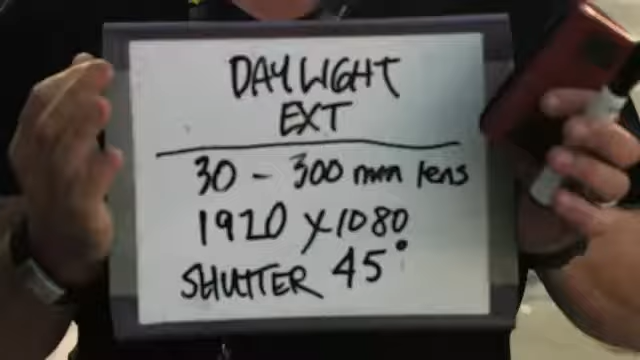 DAYLIGHT
EXT
30 - 300 mm lens
1920 X 1080
SHUTTER 45°